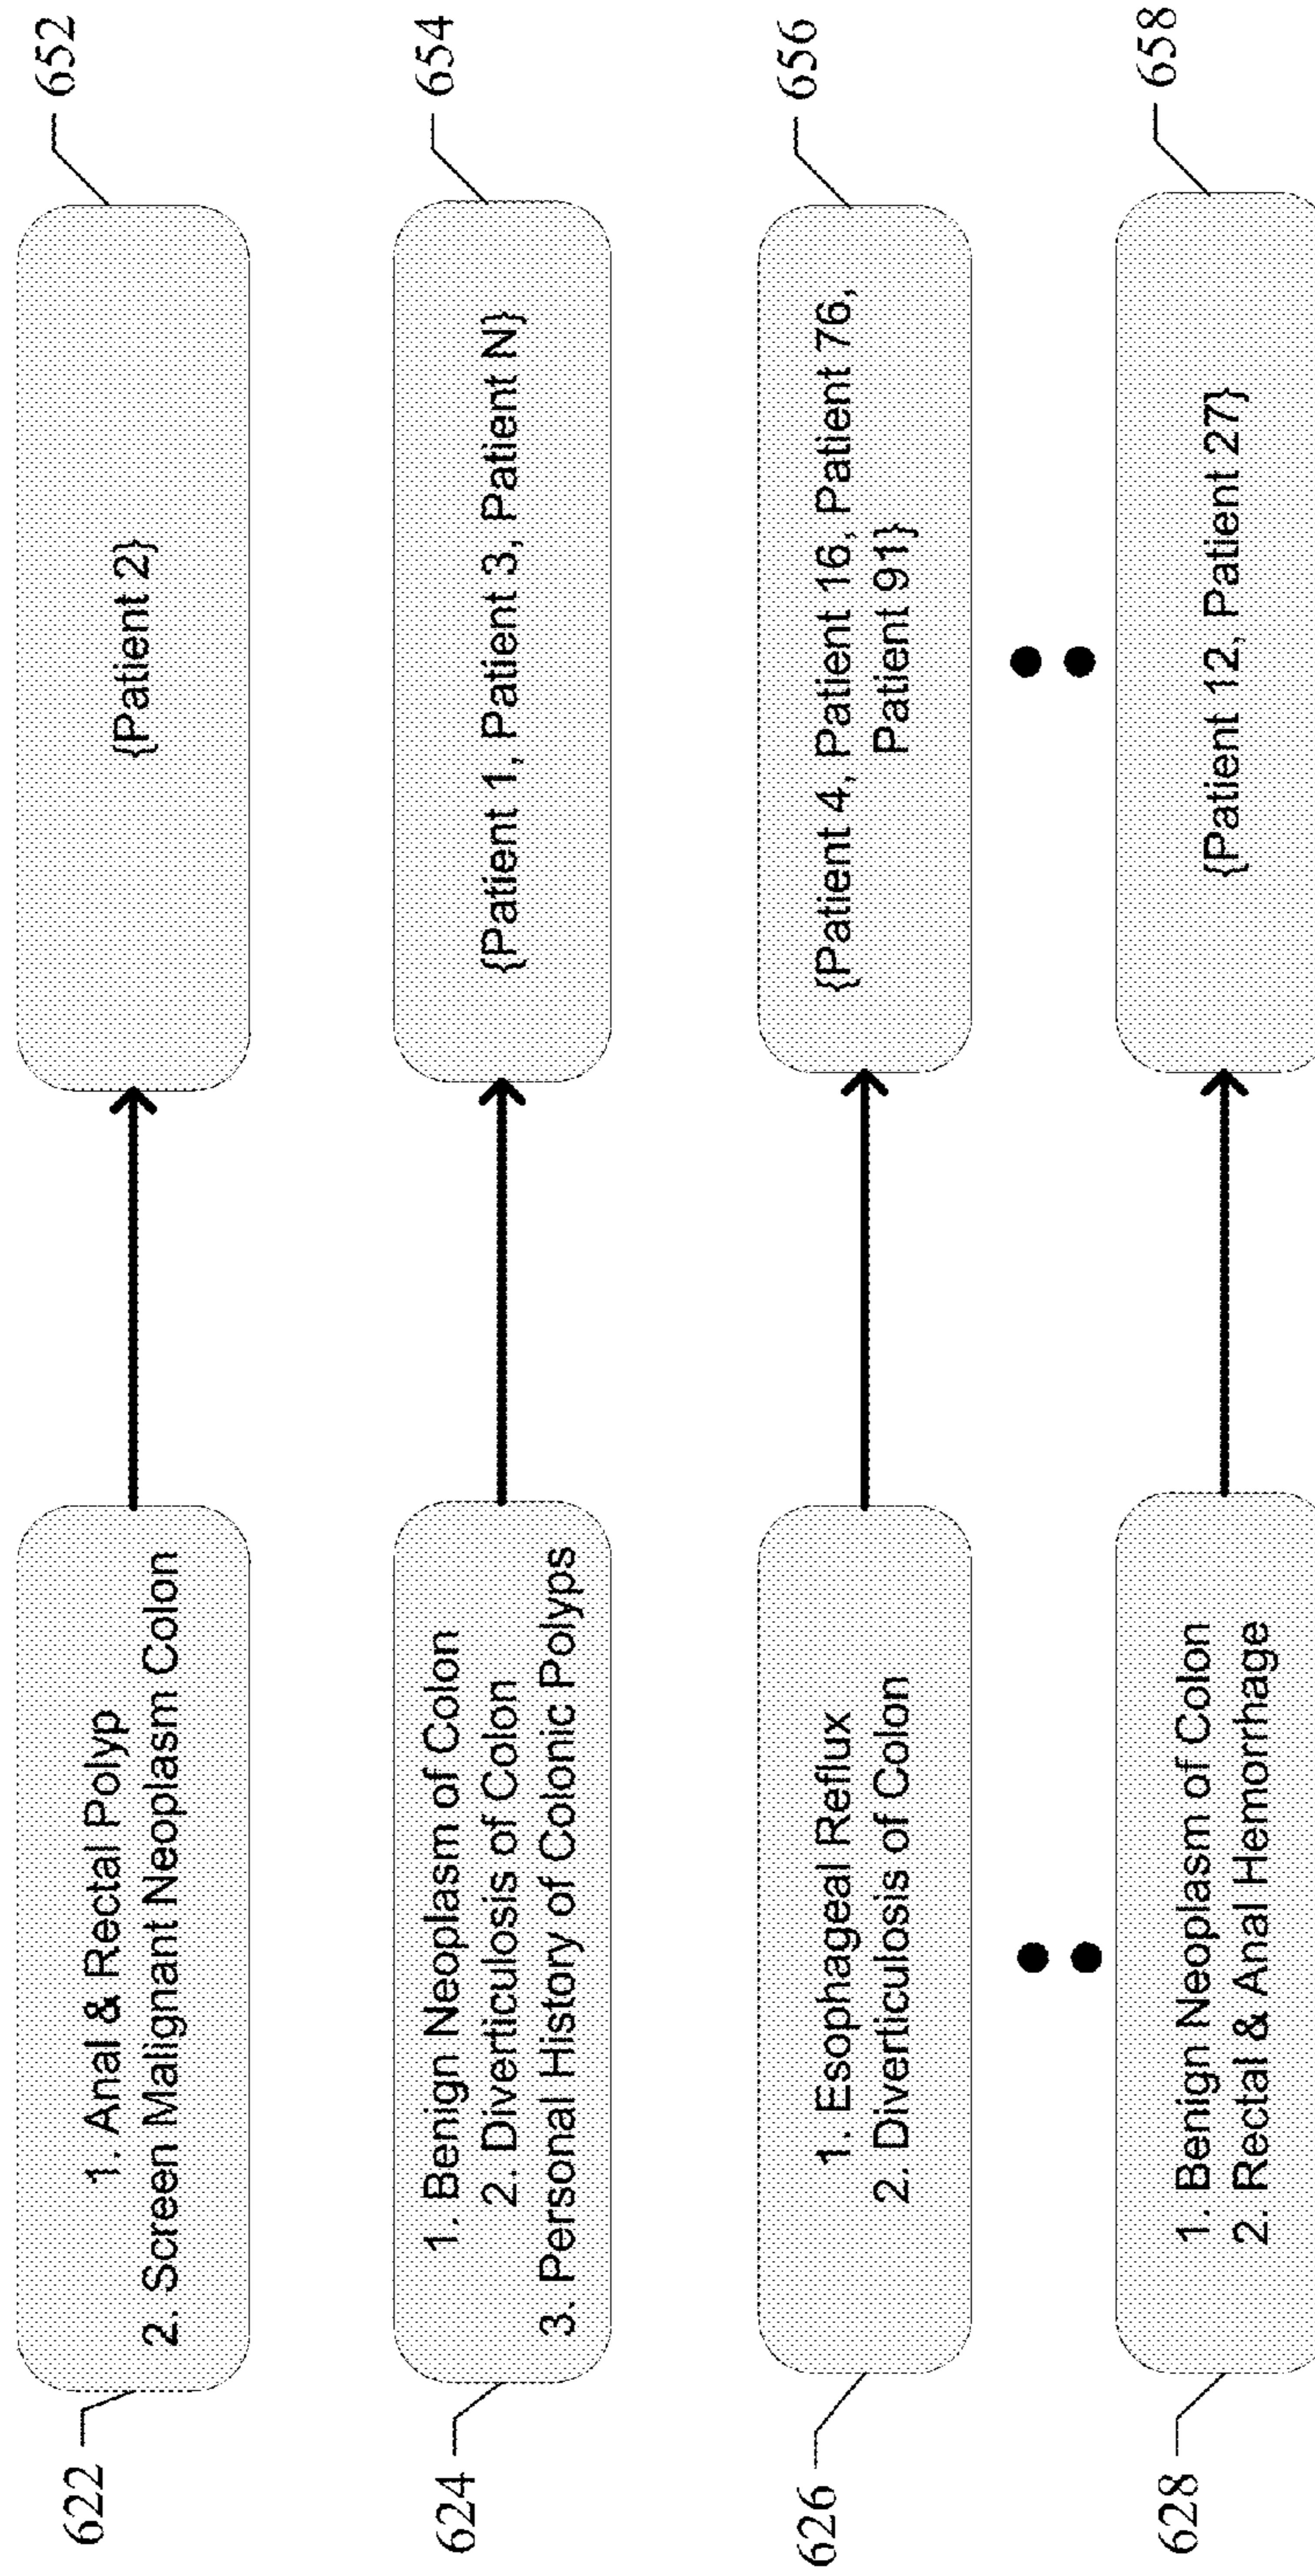 622
1. Anal & Rectal Polyp
2. Screen Malignant Neoplasm Colon
{Patient 2}
652
624
1. Benign Neoplasm of Colon
2. Diverticulosis of Colon
3. Personal History of Colonic Polyps
{Patient 1, Patient 3, Patient N}
654
626
1. Esophageal Reflux
2. Diverticulosis of Colon
{Patient 4, Patient 16, Patient 76,
Patient 91}
656
628
1. Benign Neoplasm of Colon
2. Rectal & Anal Hemorrhage
{Patient 12, Patient 27}
658